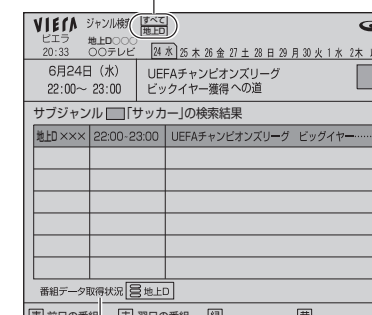 VIErA ジャンル検索 すべて 地上D
ビエラ 地上D○○○
20:33 ○○テレビ 24 水 25 木 26 金 27 土 28 日 29 月 30 火 1 水 2 木
6月24日（水） UEFAチャンピオンズリーグ
22:00～ 23:00 ビックイヤー獲得への道
サブジャンル 「サッカー」の検索結果
地上D××× 22:00-23:00 UEFAチャンピオンズリーグ ビッグイヤー……
番組データ取得状況 地上D
青 前日の番組 赤 翌日の番組 緑 黄